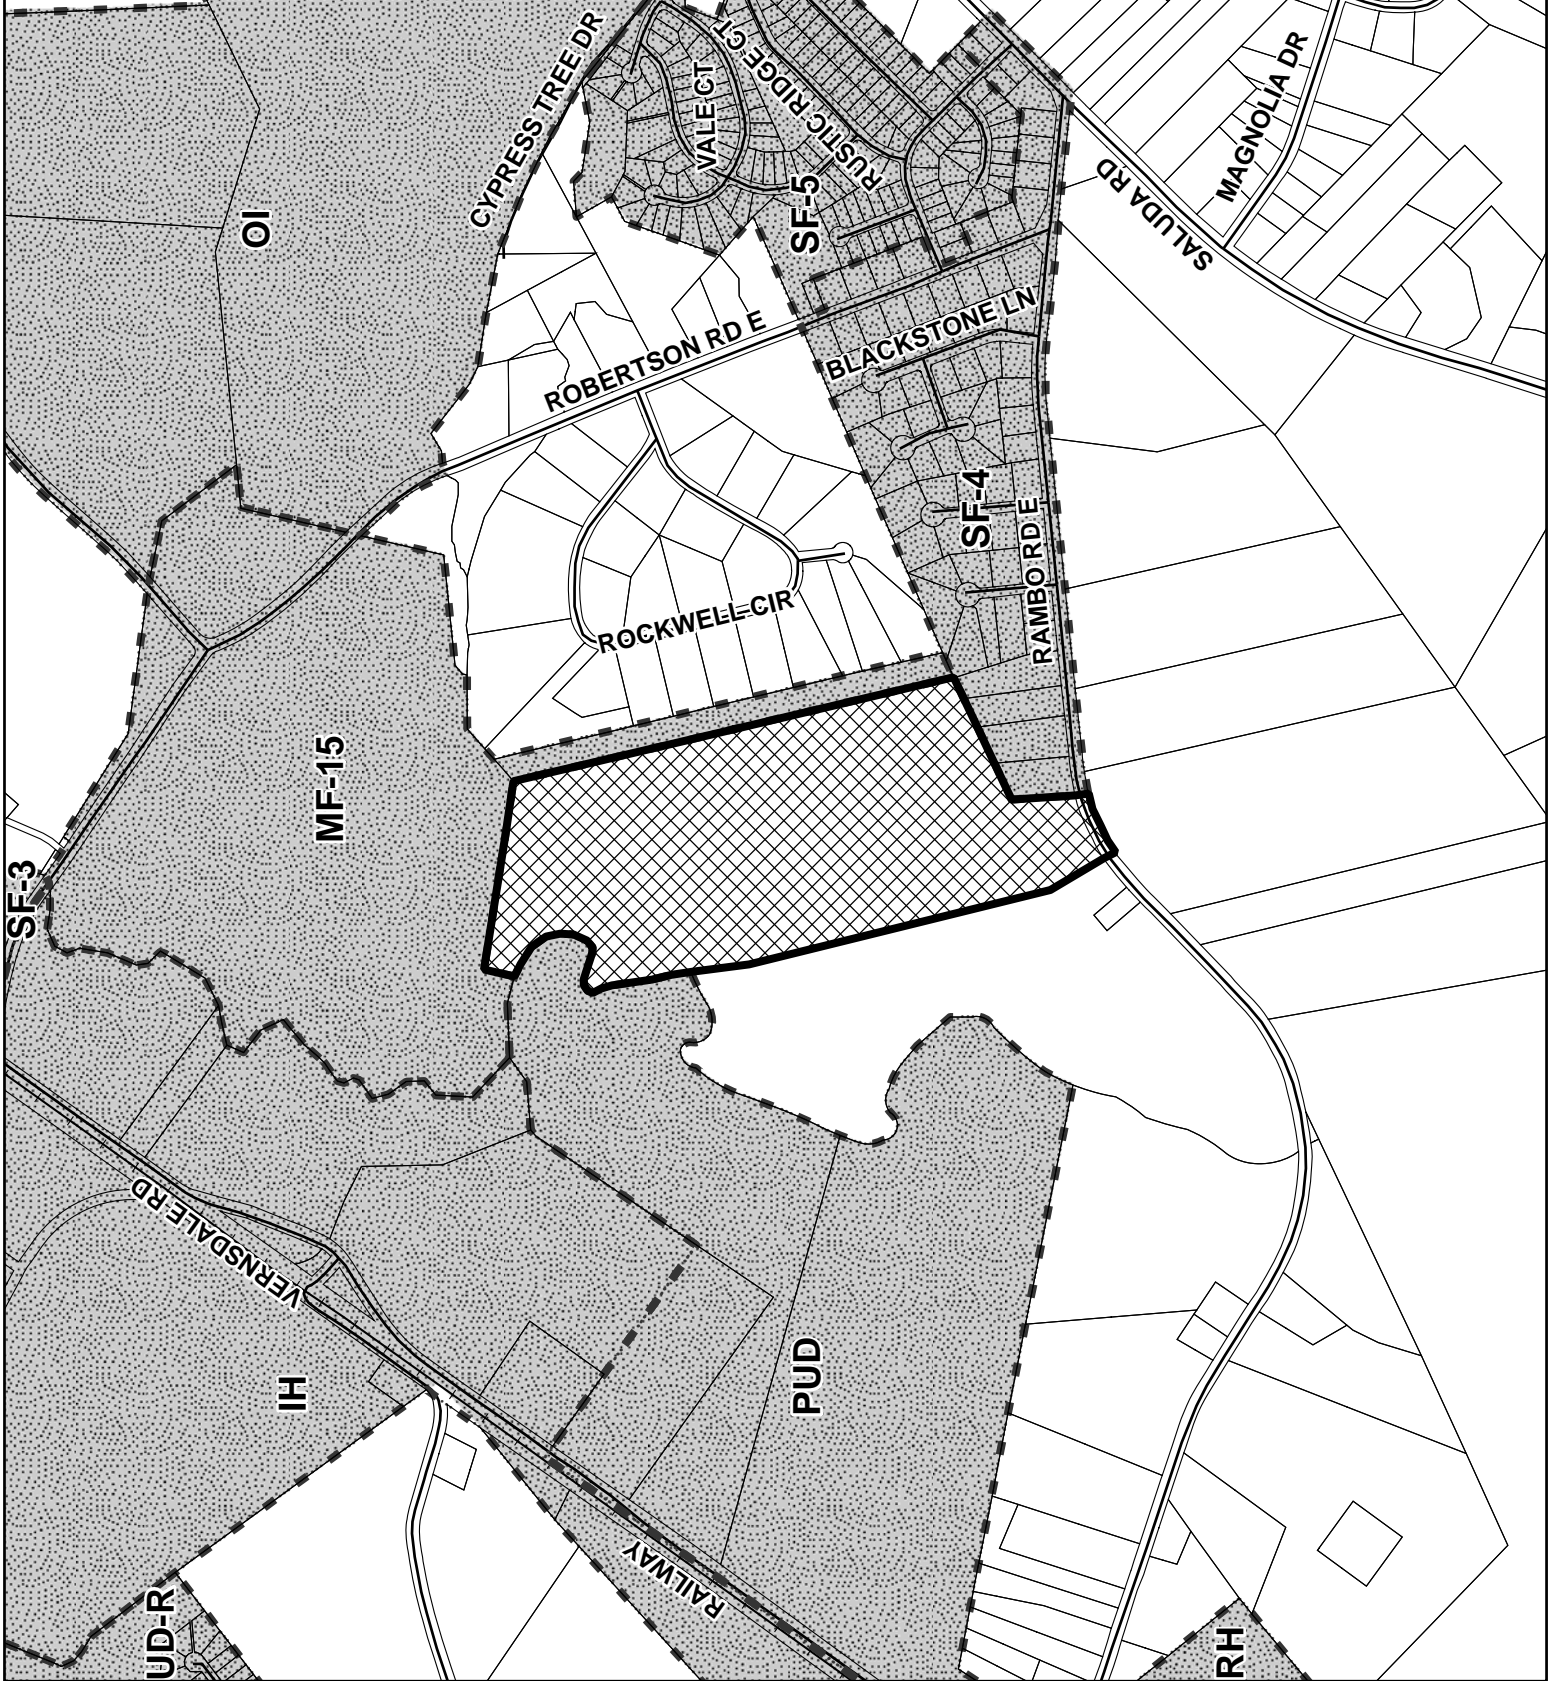 CYPRESS TREE DR
VALE CT
RUSTIC RIDGE CT
MAGNOLIA DR
OI
SF-5
SALUDA RD
ROBERTSON RD E
BLACKSTONE LN
SF-4
RAMBO RD E
ROCKWELL CIR
MF-15
SF-3
VERNSDALE RD
IH
PUD
RAILWAY
UD-R
RH